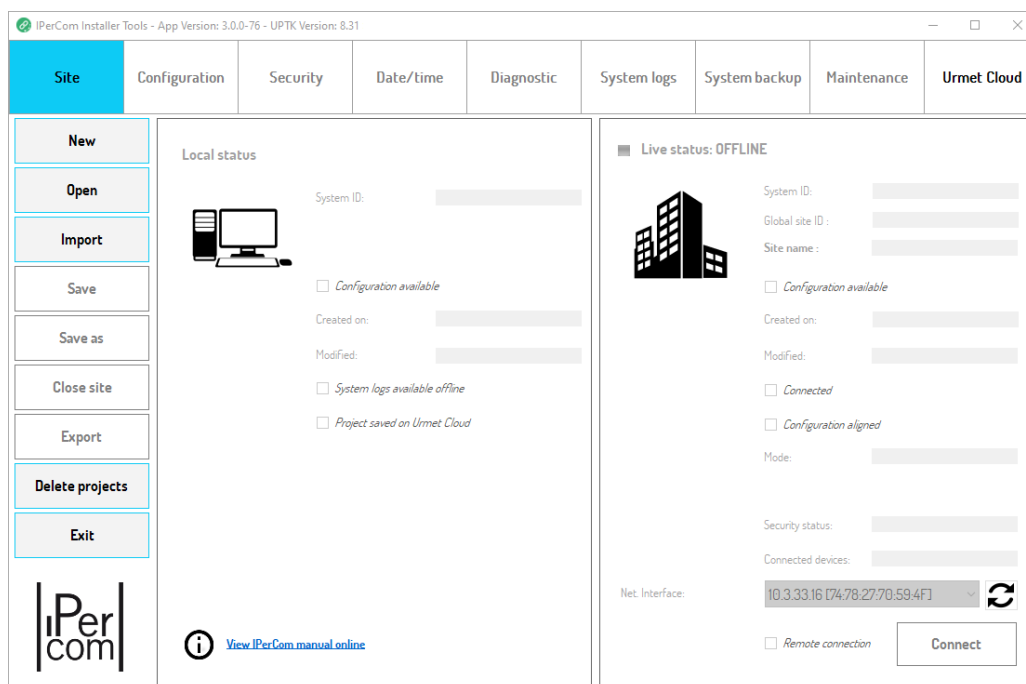 IPerCom Installer Tools - App Version: 3.0.0-76 - UPTK Version: 8.31
Site
Configuration
Security
Date/time
Diagnostic
System logs
System backup
Maintenance
Urmet Cloud
New
Open
Import
Save
Save as
Close site
Export
Delete projects
Exit
IPer
com
Local status
System ID:
Configuration available
Created on:
Modified:
System logs available offline
Project saved on Urmet Cloud
View IPerCom manual online
Live status: OFFLINE
System ID:
Global site ID :
Site name :
Configuration available
Created on:
Modified:
Connected
Configuration aligned
Mode:
Security status:
Connected devices:
Net. Interface:
10.3.33.16 [74:78:27:70:59:4F]
Remote connection
Connect